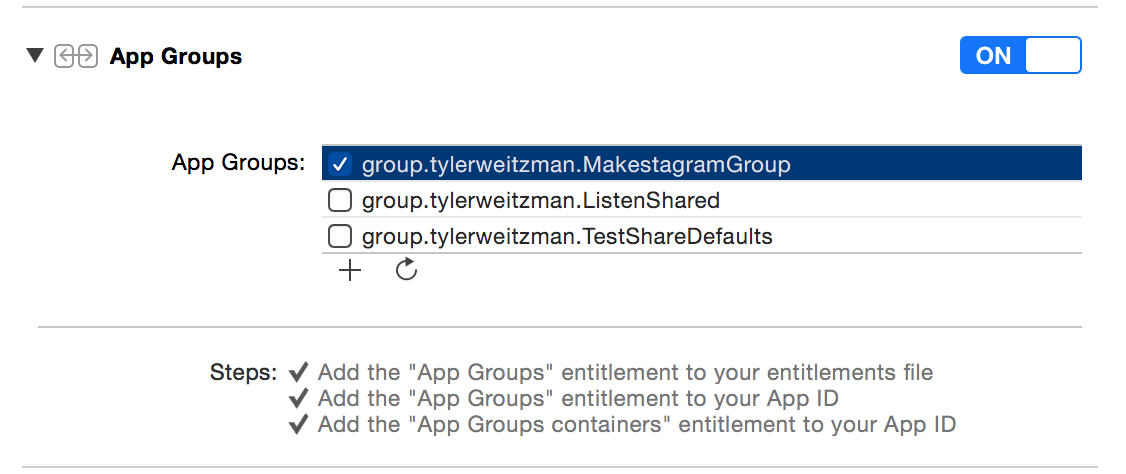 App Groups
ON
App Groups:
group.tylerweitzman.MakestagramGroup
group.tylerweitzman.ListenShared
group.tylerweitzman.TestShareDefaults
Steps: Add the "App Groups" entitlement to your entitlements file
Add the "App Groups" entitlement to your App ID
Add the "App Groups containers" entitlement to your App ID